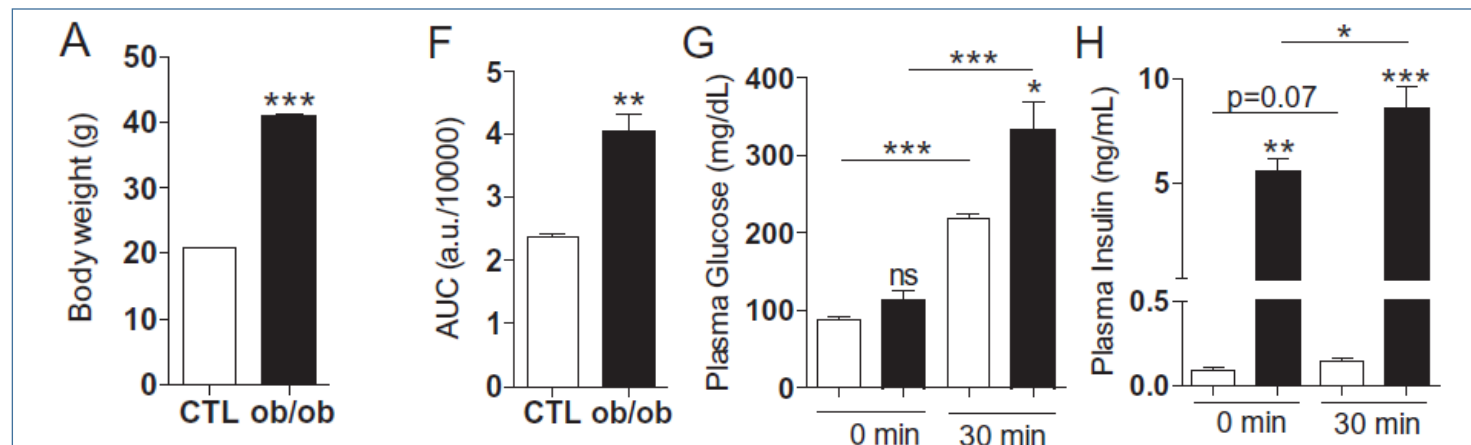 A
Body weight (g)
50
40
30
20
10
0
***
CTL ob/ob
F
AUC (a.u./10000)
5
4
3
2
1
0
**
CTL ob/ob
G
Plasma Glucose (mg/dL)
400
300
200
100
0
***
*
***
ns
0 min 30 min
H
Plasma Insulin (ng/mL)
10
5
0.5
0.0
*
***
p=0.07
**
0 min 30 min